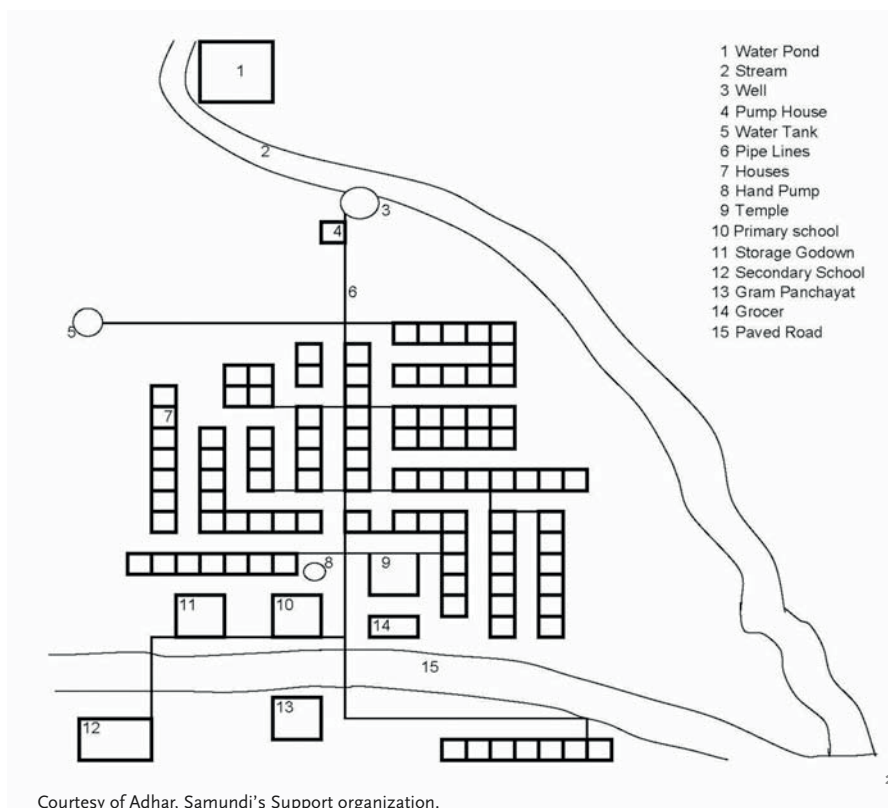 1
1 Water Pond
2 Stream
3 Well
4 Pump House
5 Water Tank
6 Pipe Lines
7 Houses
8 Hand Pump
9 Temple
10 Primary school
11 Storage Godown
12 Secondary School
13 Gram Panchayat
14 Grocer
15 Paved Road
2
3
4
6
5
7
8
9
11
10
14
15
13
12
2
Courtesy of Adhar, Samundi's Support organization.